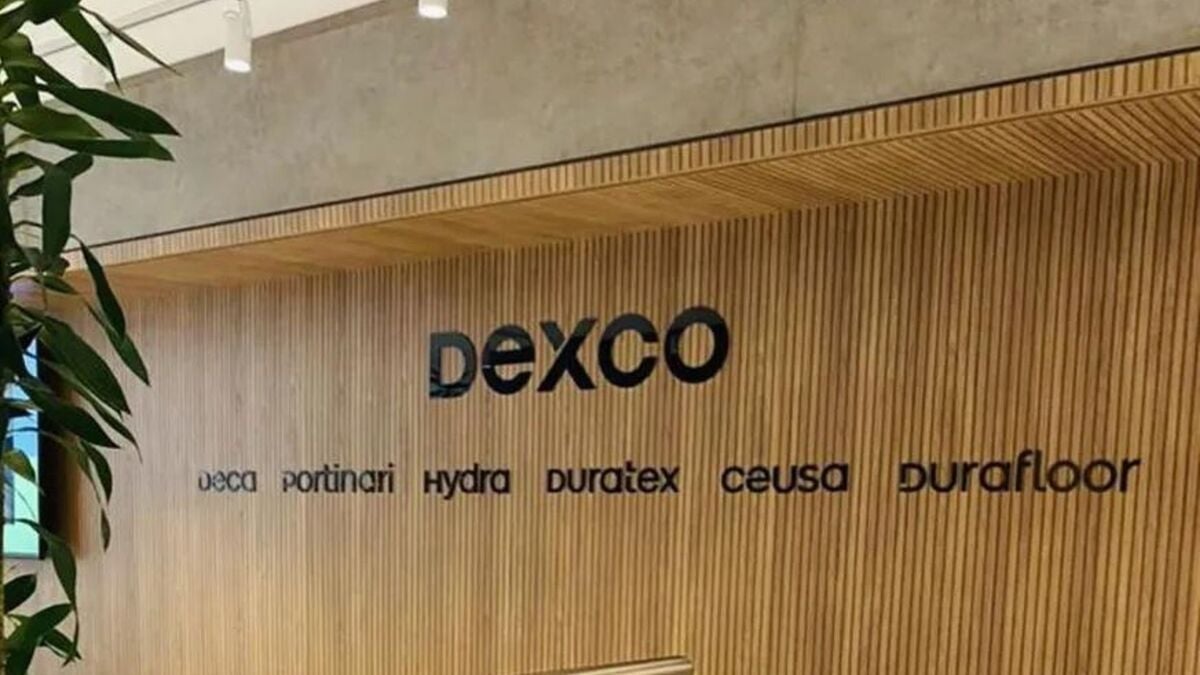 Dexco
Deca Portinari Hydra Duratex Ceusa Durafloor